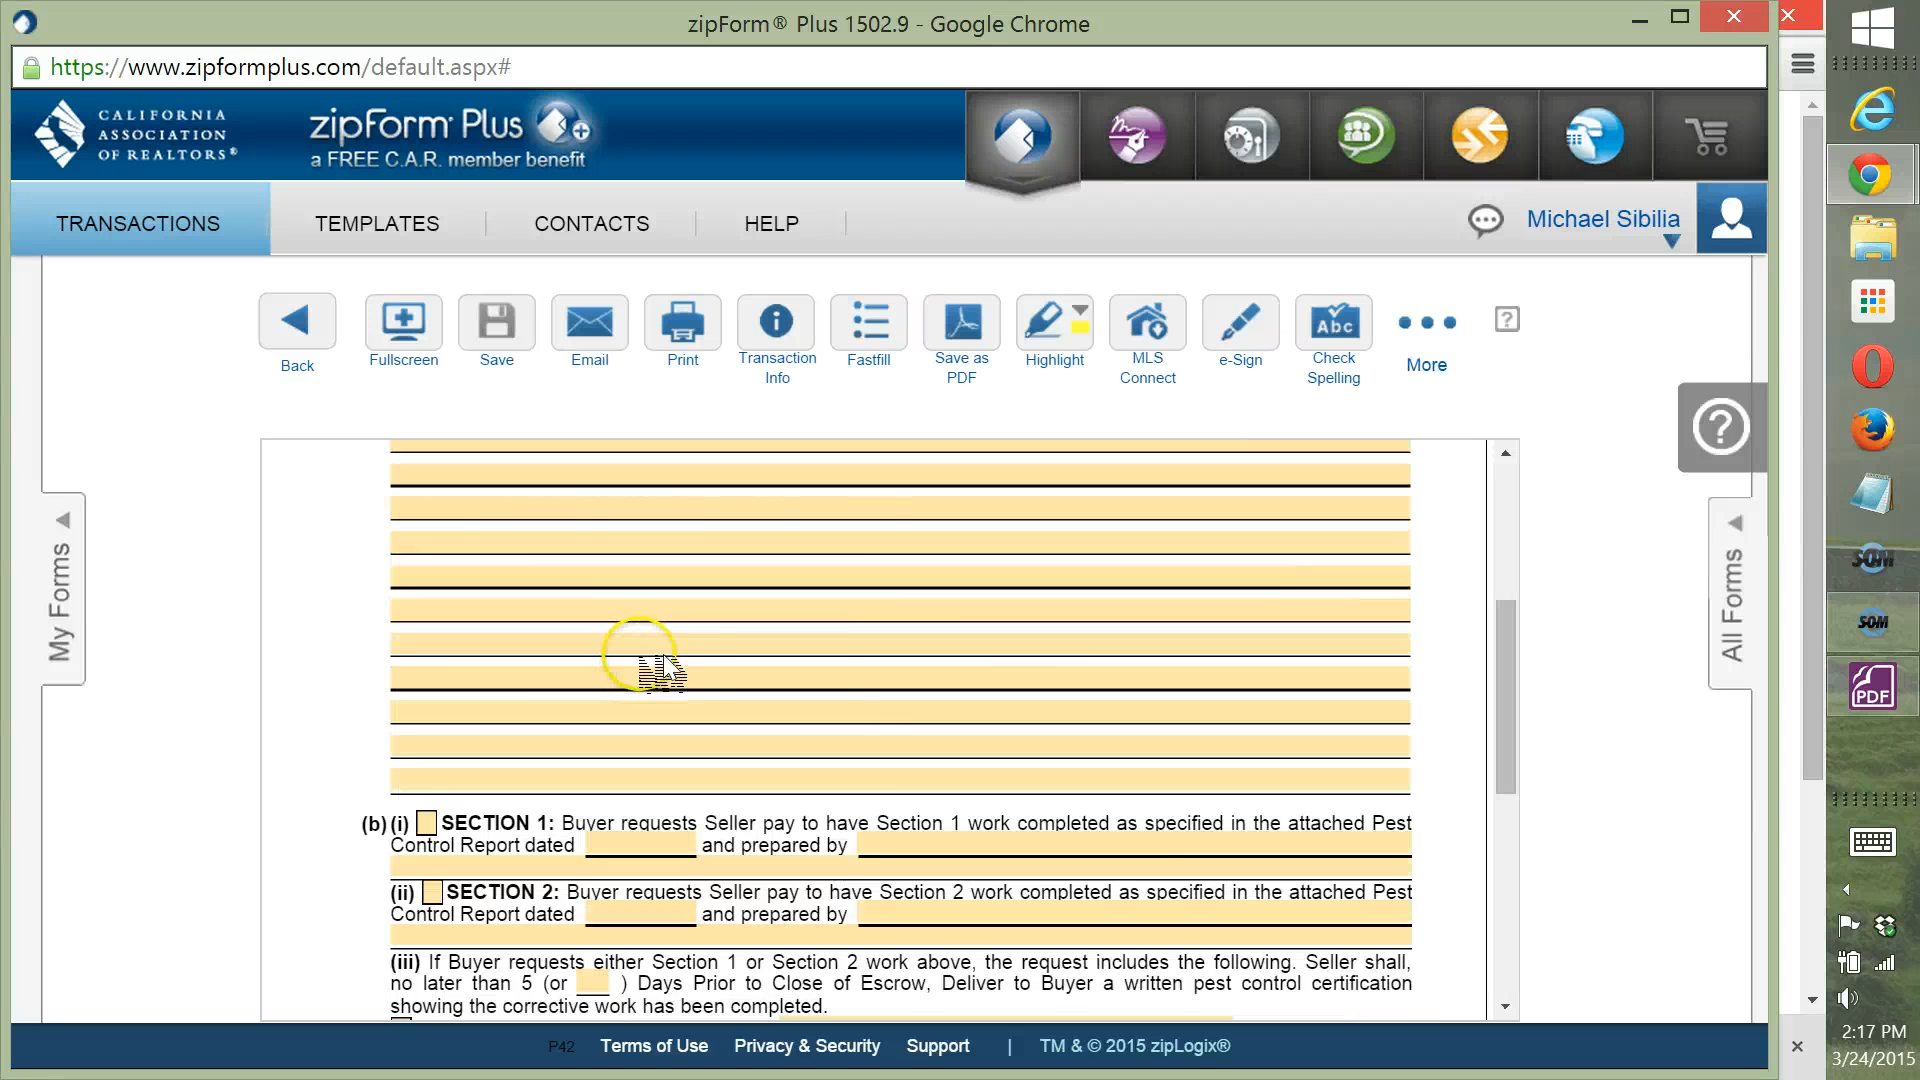 zipForm® Plus 1502.9 - Google Chrome
https://www.zipformplus.com/default.aspx#
CALIFORNIA
ASSOCIATION
OF REALTORS®
zipForm® Plus
a FREE C.A.R. member benefit
TRANSACTIONS
TEMPLATES
CONTACTS
HELP
Michael Sibilia
Back
Fullscreen
Save
Email
Print
Transaction
Info
Fastfill
Save as
PDF
Highlight
MLS
Connect
e-Sign
Abc
Check
Spelling
More
?
?
My Forms
All Forms
(b) (i) SECTION 1: Buyer requests Seller pay to have Section 1 work completed as specified in the attached Pest
Control Report dated and prepared by
(ii) SECTION 2: Buyer requests Seller pay to have Section 2 work completed as specified in the attached Pest
Control Report dated and prepared by
(iii) If Buyer requests either Section 1 or Section 2 work above, the request includes the following. Seller shall,
no later than 5 (or ) Days Prior to Close of Escrow, Deliver to Buyer a written pest control certification
showing the corrective work has been completed.
P42
Terms of Use
Privacy & Security
Support
|
TM & © 2015 zipLogix®
SOM
SOM
PDF
2:17 PM
3/24/2015